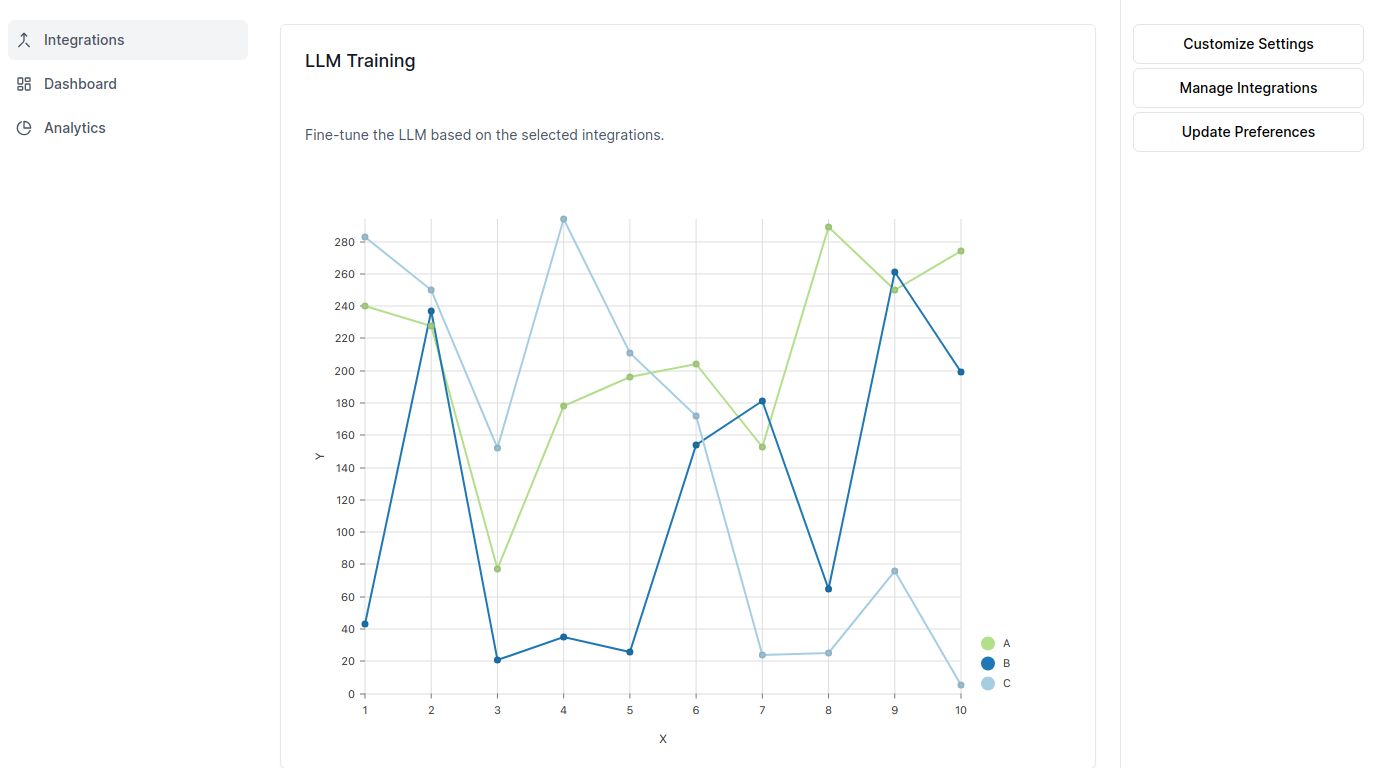 Integrations
Dashboard
Analytics
LLM Training
Fine-tune the LLM based on the selected integrations.
280
260
240
220
200
180
160
140
120
100
80
60
40
20
0
Y
1 2 3 4 5 6 7 8 9 10
X
A
B
C
Customize Settings
Manage Integrations
Update Preferences